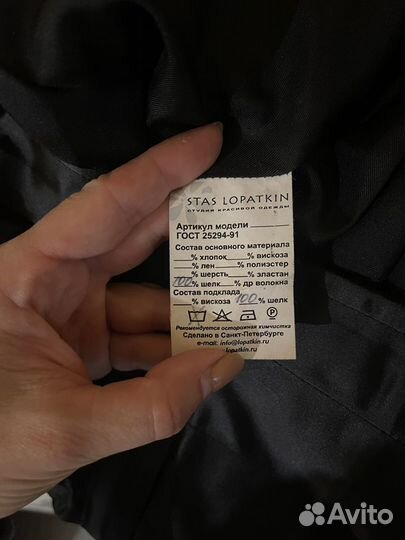 STAS LOPATKIN
СТУДИЯ КРАСИВОЙ ОДЕЖДЫ
Артикул модели
ГОСТ 25294-91
Состав основного материала
% хлопок % вискоза
% лен % полиэстер
% шерсть % эластан
100 % шелк % др волокна
Состав подклада
% вискоза 100 % шелк
Рекомендуется осторожная химчистка
Сделано в Санкт-Петербурге
e-mail: info@lopatkin.ru
lopatkin.ru
Avito